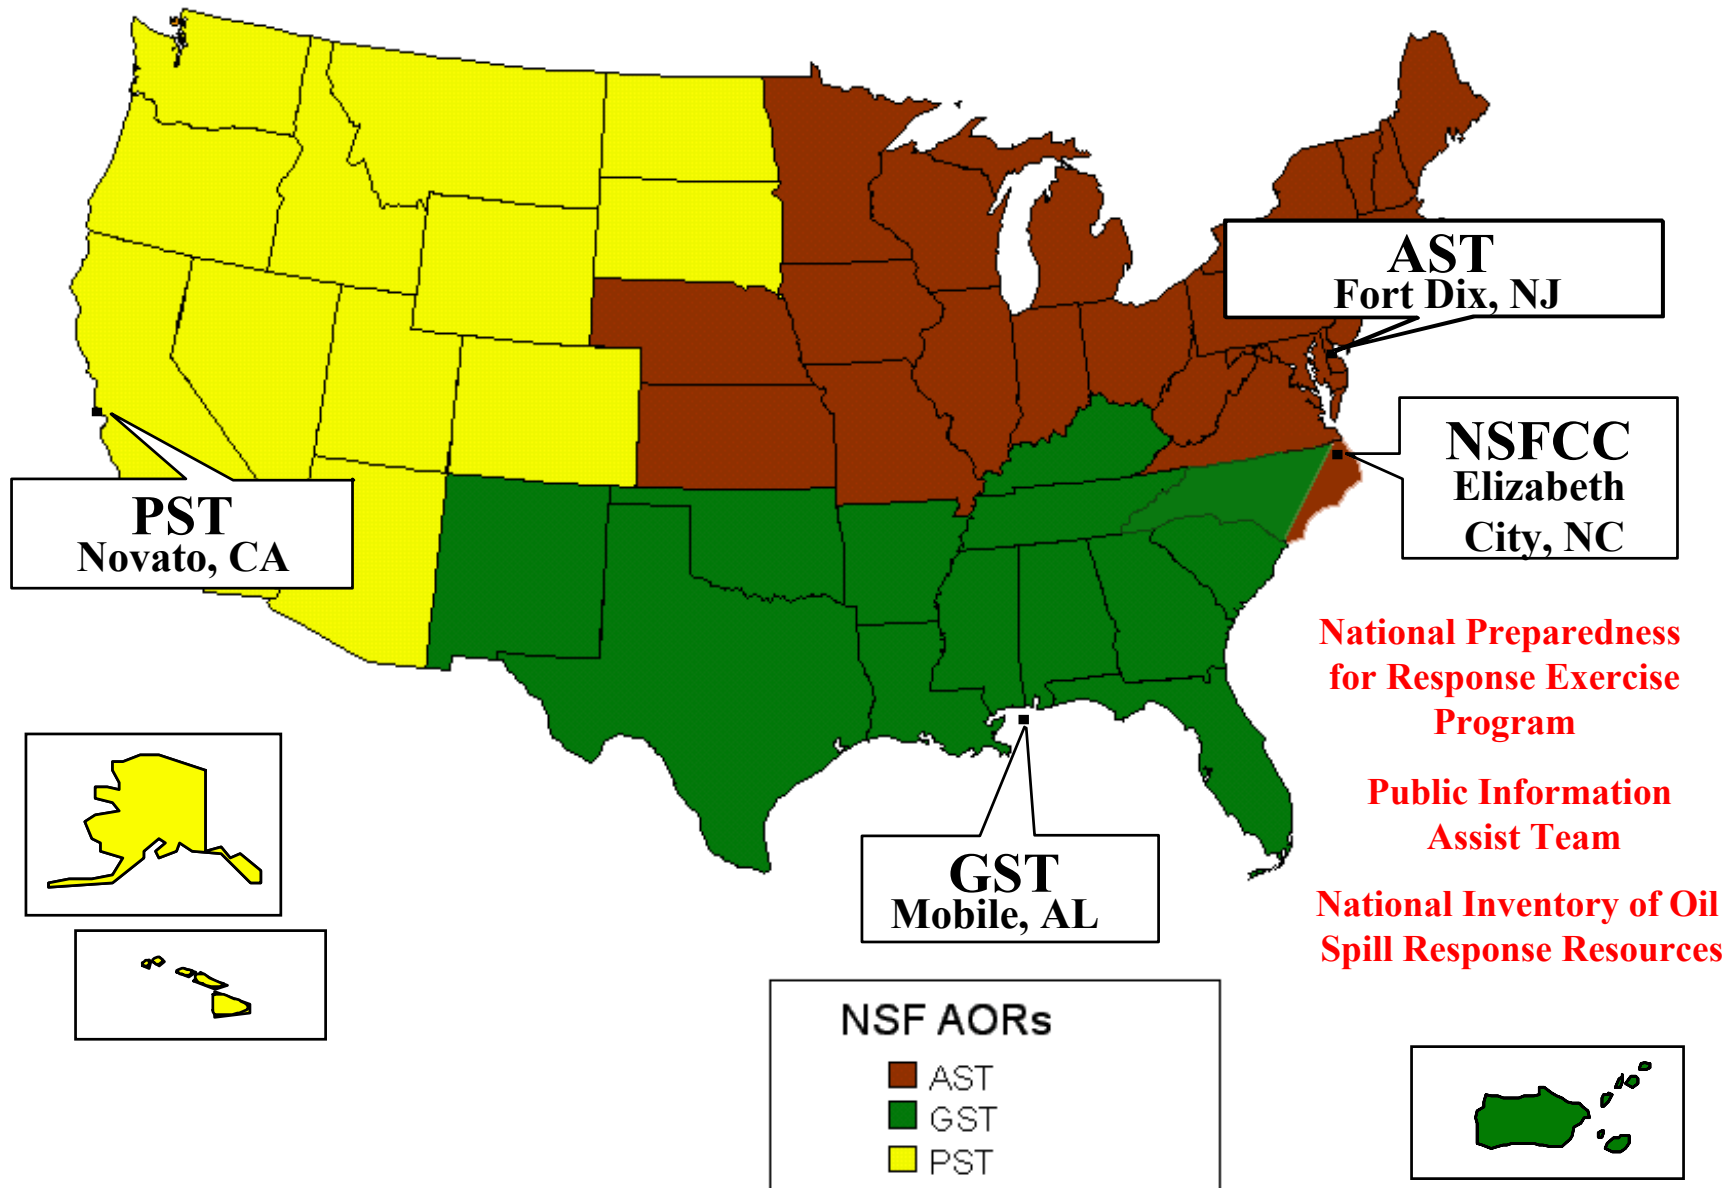 AST
Fort Dix, NJ
NSFCC
Elizabeth
City, NC
PST
Novato, CA
National Preparedness
for Response Exercise
Program
Public Information
Assist Team
GST
Mobile, AL
National Inventory of Oil
Spill Response Resources
NSF AORs
AST
GST
PST